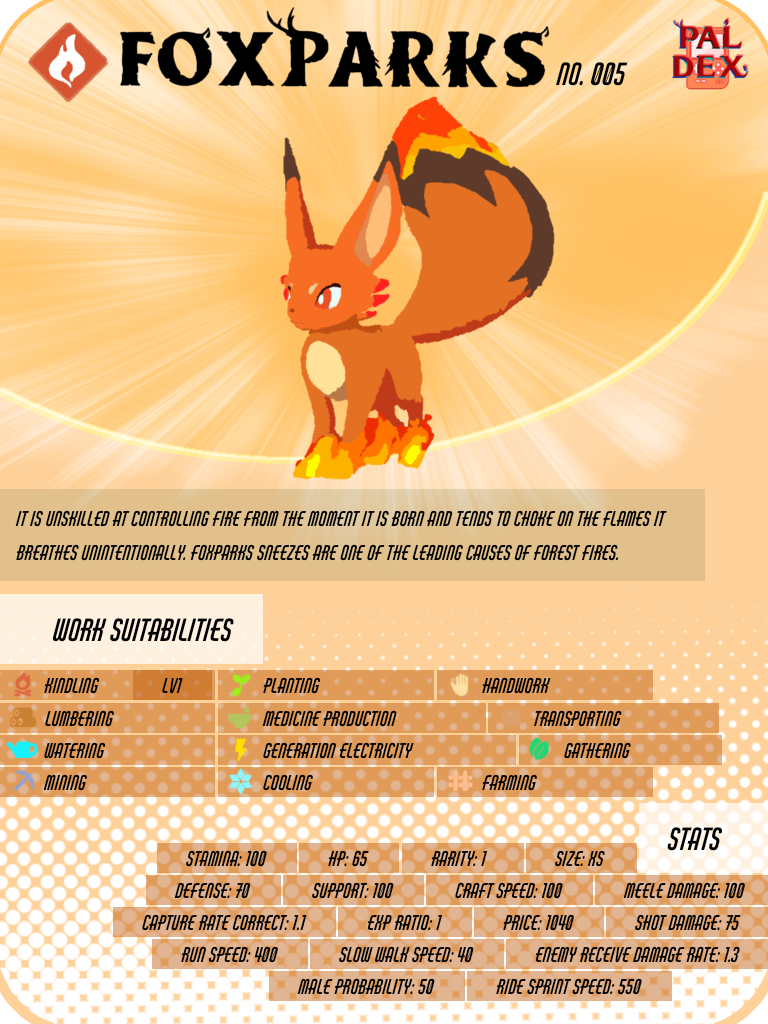 FOXPARKS NO. 005
PAL
DEX
IT IS UNSKILLED AT CONTROLLING FIRE FROM THE MOMENT IT IS BORN AND TENDS TO CHOKE ON THE FLAMES IT
BREATHES UNINTENTIONALLY. FOXPARKS SNEEZES ARE ONE OF THE LEADING CAUSES OF FOREST FIRES.
WORK SUITABILITIES
KINDLING LV1 PLANTING HANDWORK
LUMBERING MEDICINE PRODUCTION TRANSPORTING
WATERING GENERATION ELECTRICITY GATHERING
MINING COOLING FARMING
STATS
STAMINA: 100 HP: 65 RARITY: 1 SIZE: XS
DEFENSE: 70 SUPPORT: 100 CRAFT SPEED: 100 MEELE DAMAGE: 100
CAPTURE RATE CORRECT: 1.1 EXP RATIO: 1 PRICE: 1040 SHOT DAMAGE: 75
RUN SPEED: 400 SLOW WALK SPEED: 40 ENEMY RECEIVE DAMAGE RATE: 1.3
MALE PROBABILITY: 50 RIDE SPRINT SPEED: 550